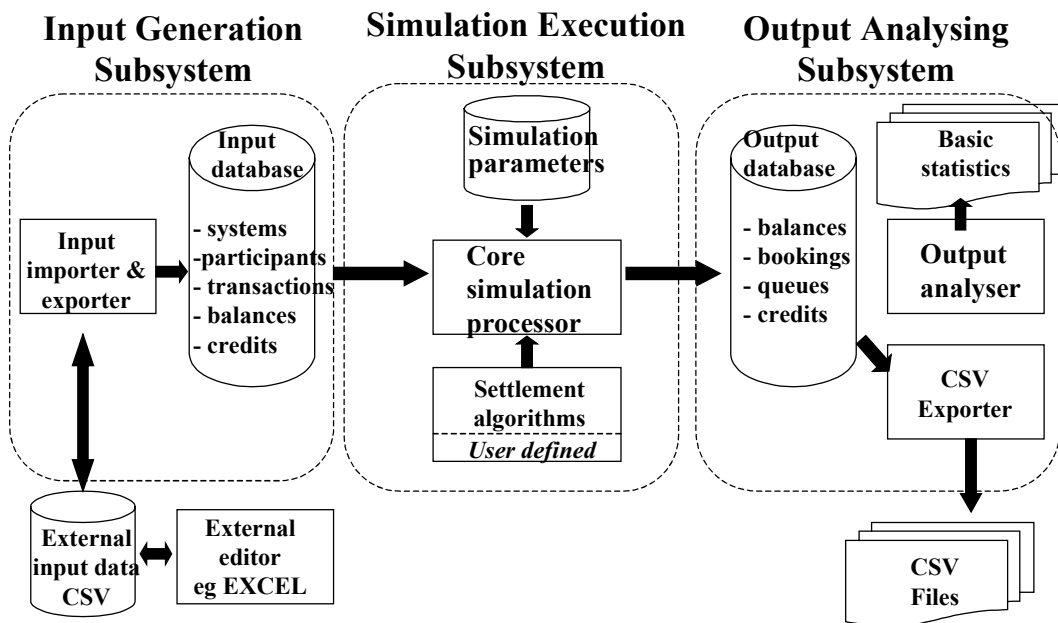 Input Generation
Subsystem
Simulation Execution
Subsystem
Output Analysing
Subsystem
Input
database
- systems
-participants
- transactions
- balances
- credits
Input
importer &
exporter
External
input data
CSV
External
editor
eg EXCEL
Simulation
parameters
Core
simulation
processor
Settlement
algorithms
User defined
Output
database
- balances
- bookings
- queues
- credits
Basic
statistics
Output
analyser
CSV
Exporter
CSV
Files